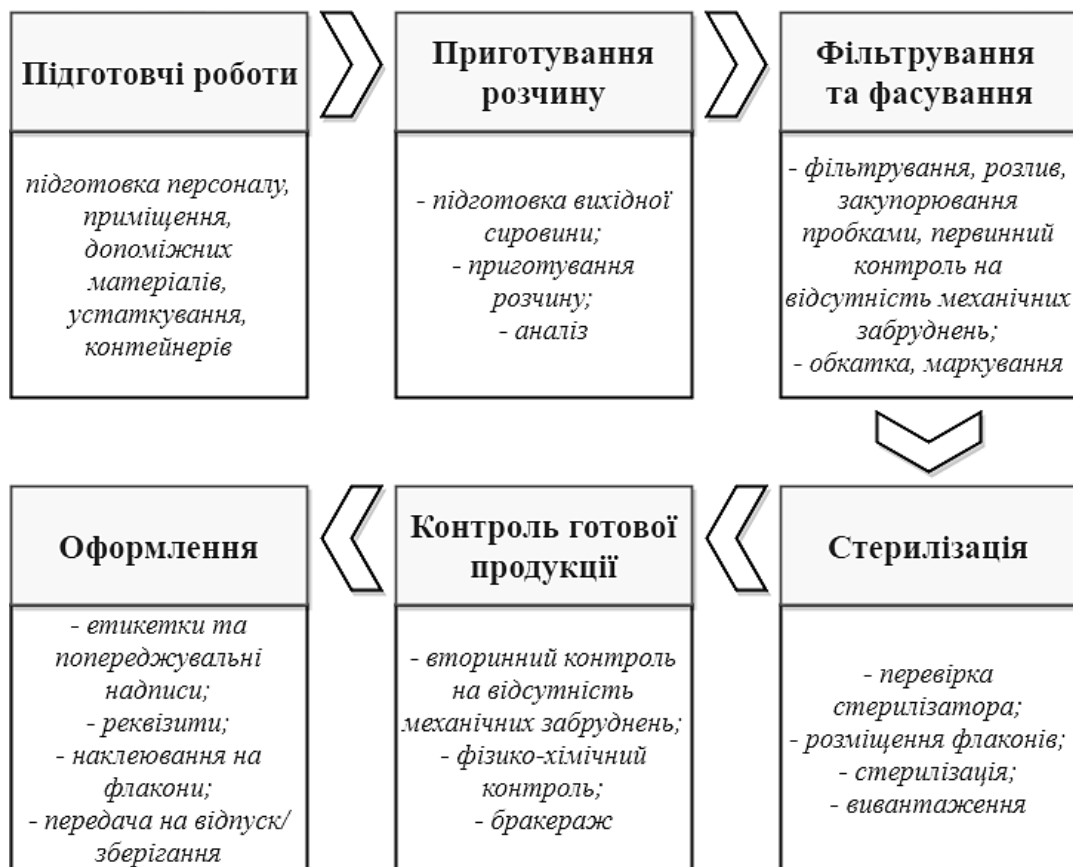 Підготовчі роботи
підготовка персоналу,
приміщення,
допоміжних
матеріалів,
устаткування,
контейнерів
Приготування
розчину
- підготовка вихідної
сировини;
- приготування
розчину;
- аналіз
Фільтрування
та фасування
- фільтрування, розлив,
закупорювання
пробками, первинний
контроль на
відсутність механічних
забруднень;
- обкатка, маркування
Стерилізація
- перевірка
стерилізатора;
- розміщення флаконів;
- стерилізація;
- вивантаження
Контроль готової
продукції
- вторинний контроль
на відсутність
механічних забруднень;
- фізико-хімічний
контроль;
- бракераж
Оформлення
- етикетки та
попереджувальні
надписи;
- реквізити;
- наклеювання на
флакони;
- передача на відпуск/
зберігання